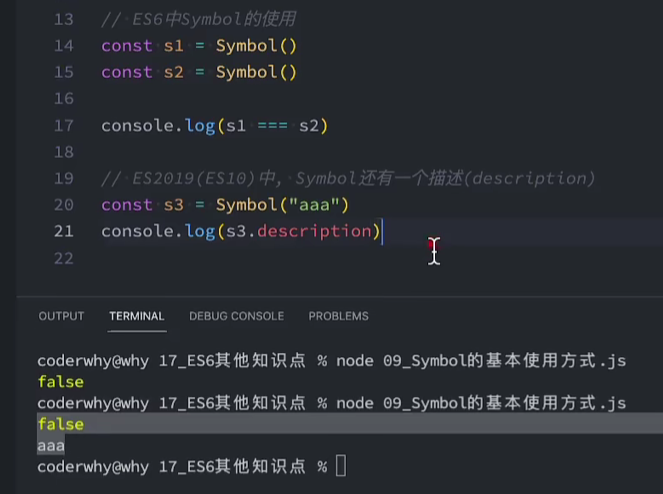 13 // ES6中Symbol的使用
14 const s1 = Symbol()
15 const s2 = Symbol()
16
17 console.log(s1 === s2)
18
19 // ES2019(ES10)中, Symbol还有一个描述(description)
20 const s3 = Symbol("aaa")
21 console.log(s3.description)
22
OUTPUT TERMINAL DEBUG CONSOLE PROBLEMS
coderwhy@why 17_ES6其他知识点 % node 09_Symbol的基本使用方式.js
false
coderwhy@why 17_ES6其他知识点 % node 09_Symbol的基本使用方式.js
false
aaa
coderwhy@why 17_ES6其他知识点 %